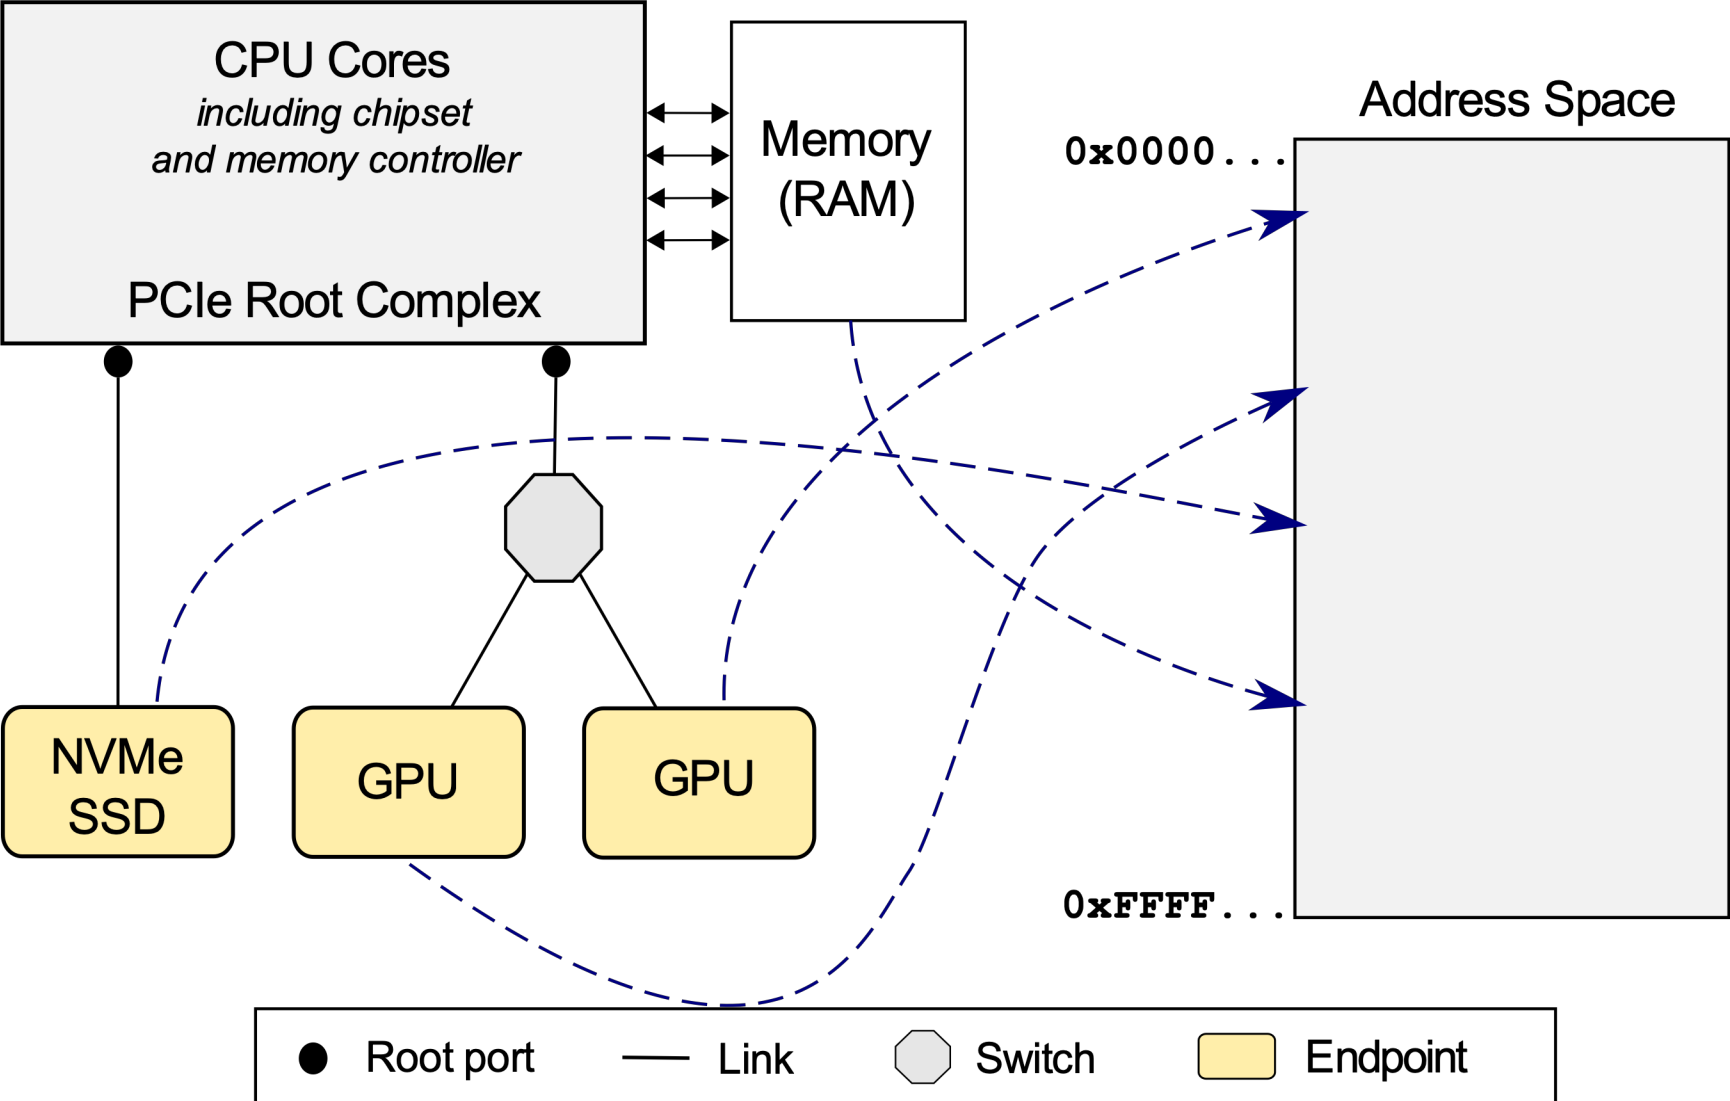 CPU Cores
including chipset
and memory controller
PCIe Root Complex
Memory
(RAM)
Address Space
0x0000...
0xFFFF...
NVMe
SSD
GPU
GPU
Root port
Link
Switch
Endpoint